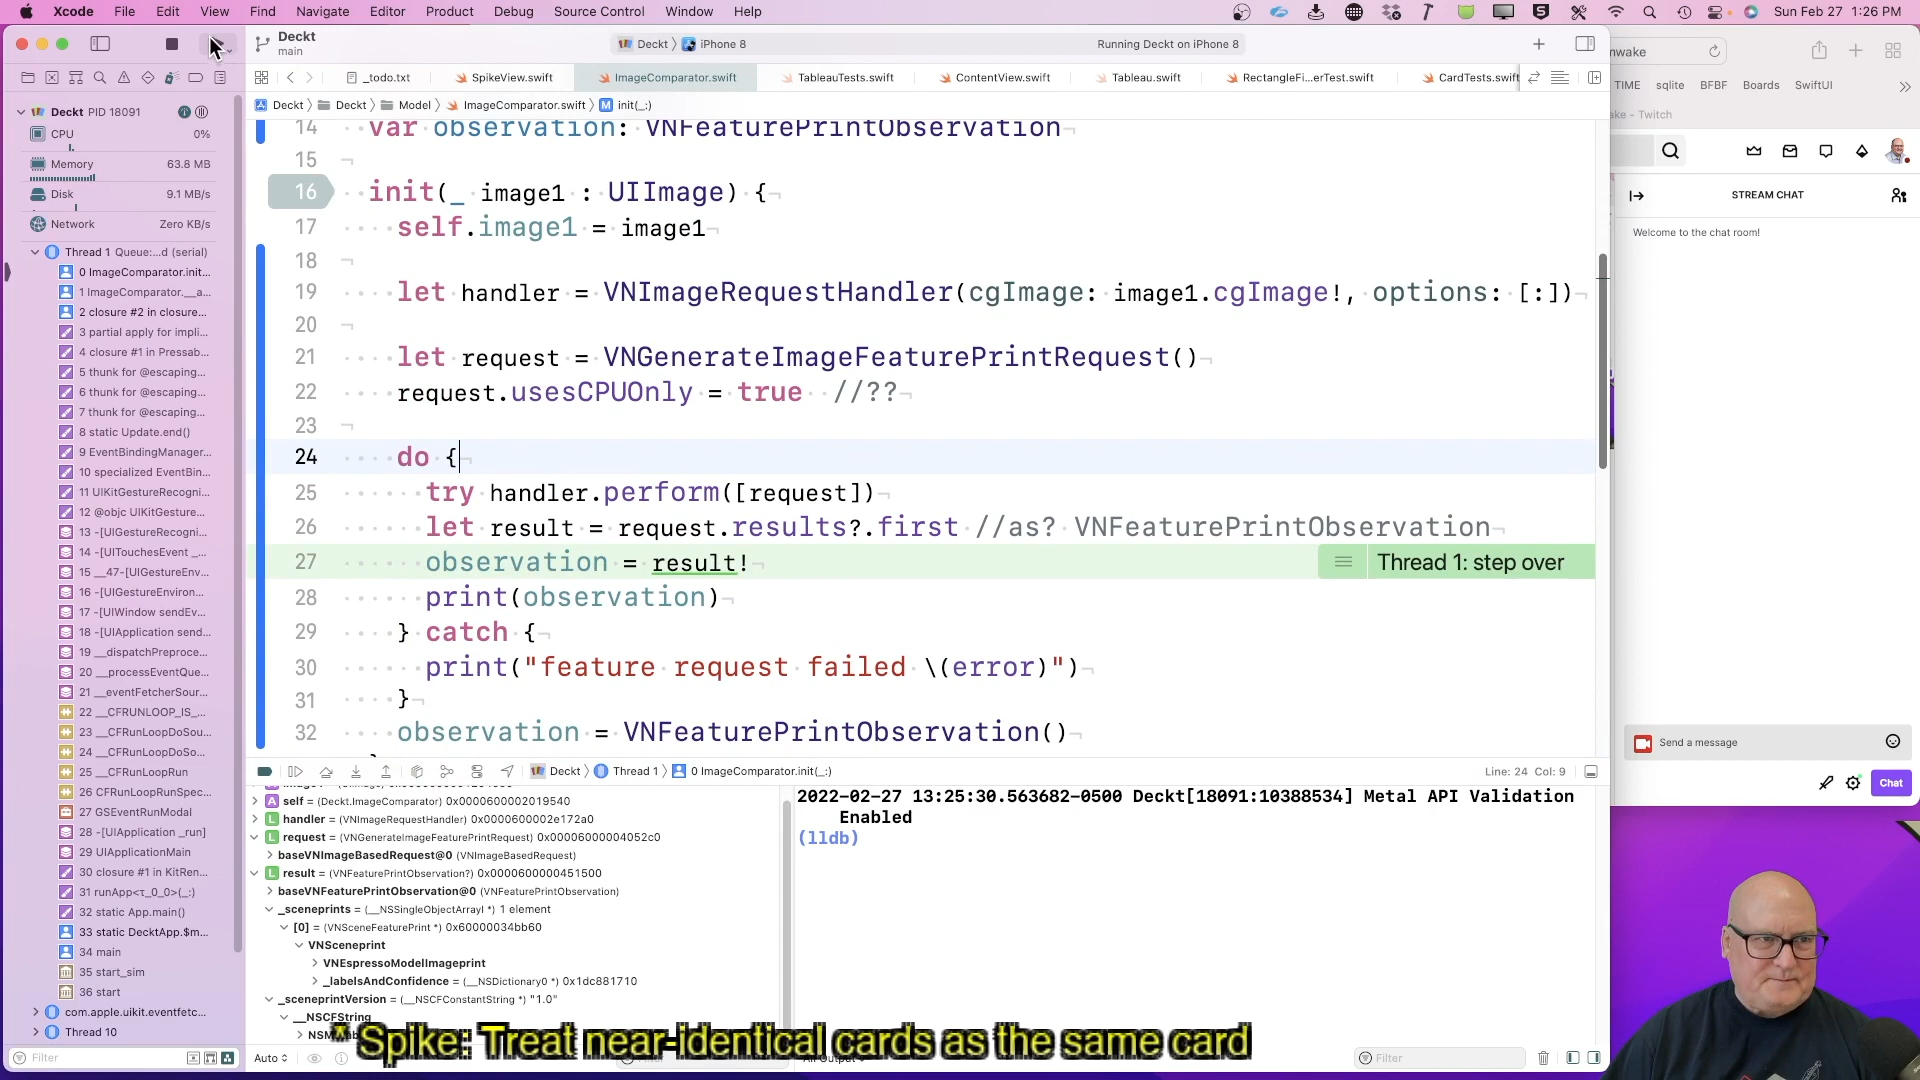 Xcode File Edit View Find Navigate Editor Product Debug Source Control Window Help
Sun Feb 27 1:26 PM
Deckt
main
Deckt 〉 iPhone 8
Running Deckt on iPhone 8
_todo.txt SpikeView.swift ImageComparator.swift TableauTests.swift ContentView.swift Tableau.swift RectangleFi...erTest.swift CardTests.swift
Deckt 〉 Deckt 〉 Model 〉 ImageComparator.swift 〉 M init(_:)
Deckt PID 18091
CPU 0%
Memory 63.8 MB
Disk 9.1 MB/s
Network Zero KB/s
Thread 1 Queue:...d (serial)
0 ImageComparator.init...
1 ImageComparator.__a...
2 closure #2 in closure...
3 partial apply for impli...
4 closure #1 in Pressab...
5 thunk for @escaping...
6 thunk for @escaping...
7 thunk for @escaping...
8 static Update.end()
9 EventBindingManager...
10 specialized EventBin...
11 UIKitGestureRecogni...
12 @objc UIKitGesture...
13 -[UIGestureRecogni...
14 -[UITouchesEvent _...
15 __47-[UIGestureEnv...
16 -[UIGestureEnviron...
17 -[UIWindow sendEv...
18 -[UIApplication send...
19 __dispatchPreproce...
20 __processEventQue...
21 __eventFetcherSour...
22 __CFRUNLOOP_IS_...
23 __CFRunLoopDoSou...
24 __CFRunLoopDoSo...
25 __CFRunLoopRun
26 CFRunLoopRunSpec...
27 GSEventRunModal
28 -[UIApplication _run]
29 UIApplicationMain
30 closure #1 in KitRen...
31 runApp<τ_0_0>(_:)
32 static App.main()
33 static DecktApp.$m...
34 main
35 start_sim
36 start
com.apple.uikit.eventfetc...
Thread 10
Filter
14 var observation: VNFeaturePrintObservation
15
16 init(_ image1 : UIImage) {
17 self.image1 = image1
18
19 let handler = VNImageRequestHandler(cgImage: image1.cgImage!, options: [:])
20
21 let request = VNGenerateImageFeaturePrintRequest()
22 request.usesCPUOnly = true //??
23
24 do {
25 try handler.perform([request])
26 let result = request.results?.first //as? VNFeaturePrintObservation
27 observation = result! Thread 1: step over
28 print(observation)
29 } catch {
30 print("feature request failed \(error)")
31 }
32 observation = VNFeaturePrintObservation()
Deckt 〉 Thread 1 〉 0 ImageComparator.init(_:)
Line: 24 Col: 9
A self = (Deckt.ImageComparator) 0x0000600002019540
L handler = (VNImageRequestHandler) 0x0000600002e172a0
L request = (VNGenerateImageFeaturePrintRequest) 0x00006000004052c0
baseVNImageBasedRequest@0 (VNImageBasedRequest)
L result = (VNFeaturePrintObservation?) 0x0000600000451500
baseVNFeaturePrintObservation@0 (VNFeaturePrintObservation)
_sceneprints = (__NSSingleObjectArrayI *) 1 element
[0] = (VNSceneFeaturePrint *) 0x60000034bb60
VNSceneprint
VNEspressoModelImageprint
_labelsAndConfidence = (__NSDictionary0 *) 0x1dc881710
_sceneprintVersion = (__NSCFConstantString *) "1.0"
__NSCFString
Auto
2022-02-27 13:25:30.563682-0500 Deckt[18091:10388534] Metal API Validation
Enabled
(lldb)
Filter
* Spike: Treat near-identical cards as the same card
nwake
TIME sqlite BFBF Boards SwiftUI
ake - Twitch
STREAM CHAT
Welcome to the chat room!
Send a message
Chat